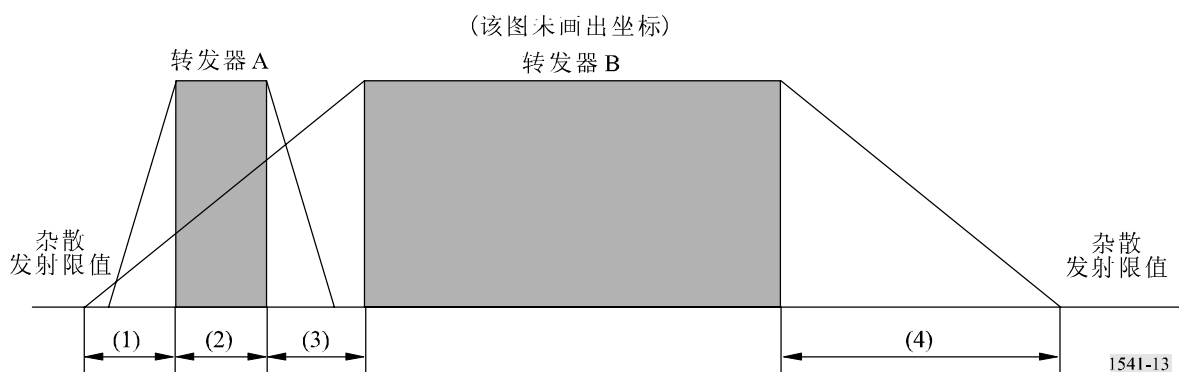 (该图未画出坐标)
转发器 A
转发器 B
杂散
发射限值
杂散
发射限值
(1)
(2)
(3)
(4)
1541-13